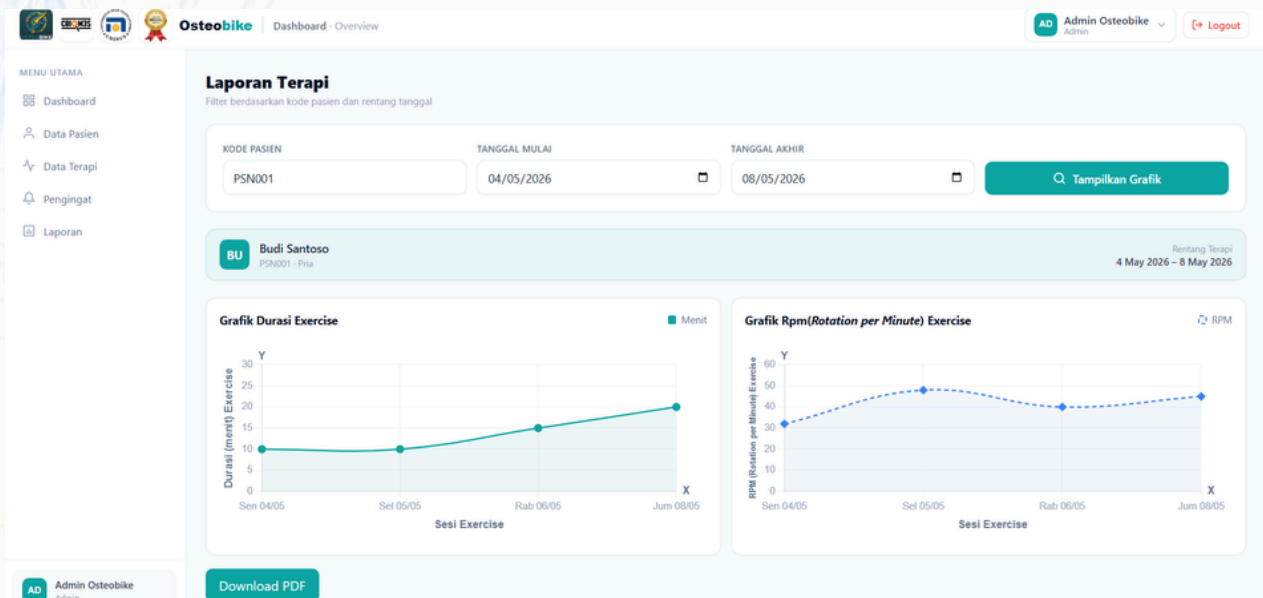 Osteobike
Dashboard · Overview
AD
Admin Osteobike
Admin
Logout
MENU UTAMA
Dashboard
Data Pasien
Data Terapi
Pengingat
Laporan
Laporan Terapi
Filter berdasarkan kode pasien dan rentang tanggal
KODE PASIEN
TANGGAL MULAI
TANGGAL AKHIR
PSN001
04/05/2026
08/05/2026
Tampilkan Grafik
BU
Budi Santoso
PSN001 · Pria
Rentang Terapi
4 May 2026 – 8 May 2026
Grafik Durasi Exercise
Menit
Y
Durasi (menit) Exercise
30
25
20
15
10
5
0
X
Sen 04/05
Sel 05/05
Rab 06/05
Jum 08/05
Sesi Exercise
Grafik Rpm(Rotation per Minute) Exercise
RPM
Y
RPM (Rotation per Minute) Exercise
60
50
40
30
20
10
0
X
Sen 04/05
Sel 05/05
Rab 06/05
Jum 08/05
Sesi Exercise
Download PDF
AD
Admin Osteobike
Admin